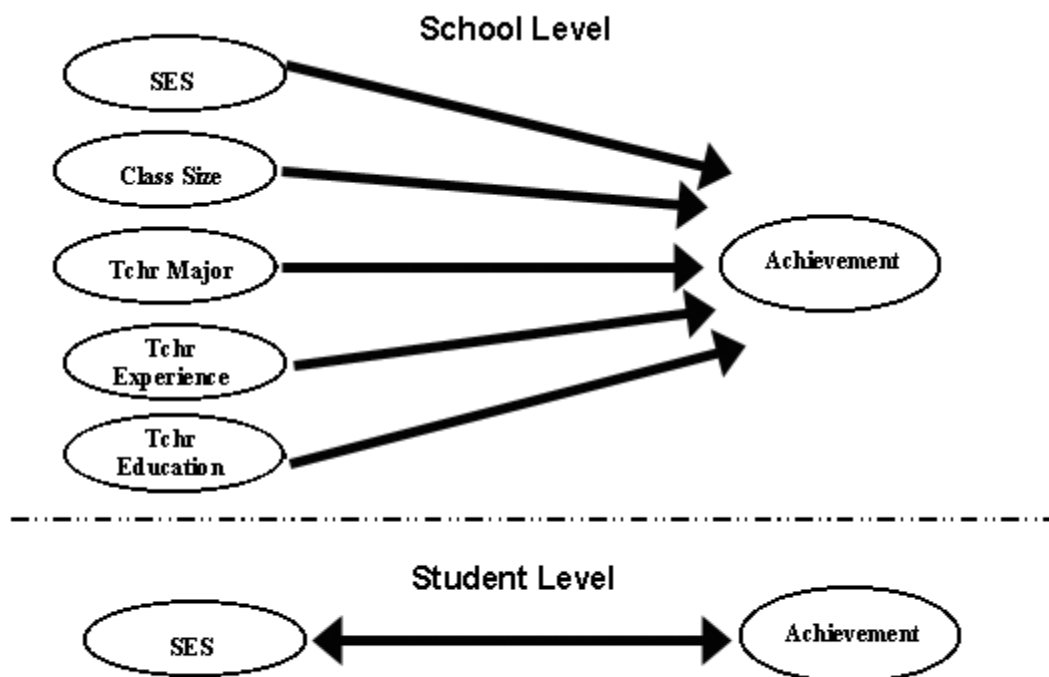 School Level
SES
Class Size
Tchr Major
Achievement
Tchr
Experience
Tchr
Education
Student Level
SES
Achievement